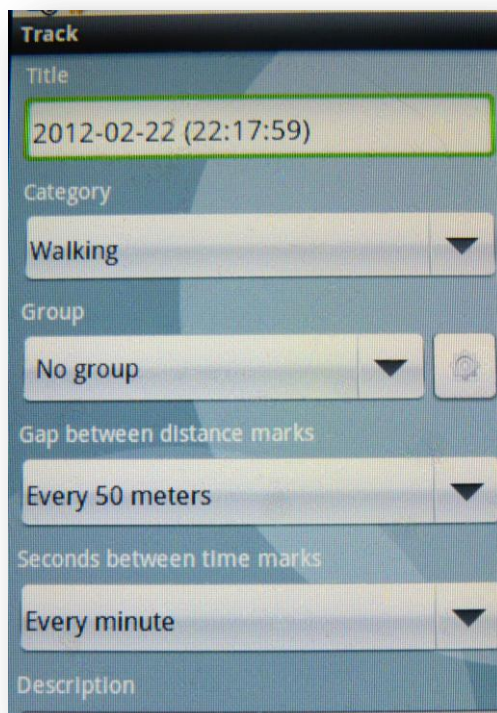 Track
Title
2012-02-22 (22:17:59)
Category
Walking
Group
No group
Gap between distance marks
Every 50 meters
Seconds between time marks
Every minute
Description